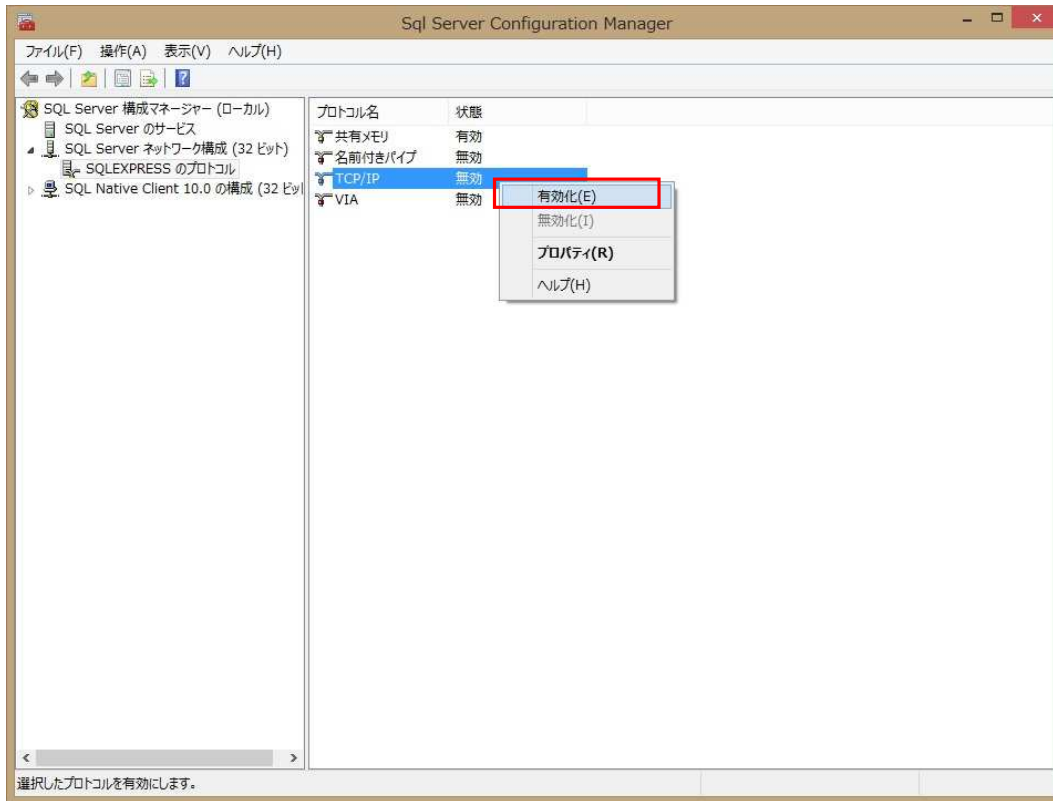 Sql Server Configuration Manager
ファイル(F) 操作(A) 表示(V) ヘルプ(H)
SQL Server 構成マネージャー (ローカル)
SQL Server のサービス
SQL Server ネットワーク構成 (32 ビット)
SQLEXPRESS のプロトコル
SQL Native Client 10.0 の構成 (32 ビッ
プロトコル名 状態
共有メモリ 有効
名前付きパイプ 無効
TCP/IP 無効
VIA 無効
有効化(E)
無効化(I)
プロパティ(R)
ヘルプ(H)
選択したプロトコルを有効にします。